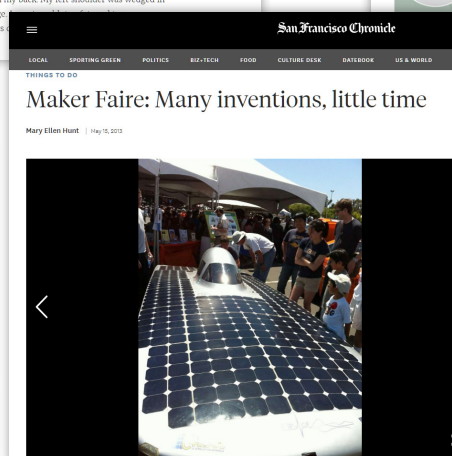 San Francisco Chronicle
LOCAL SPORTING GREEN POLITICS BIZ+TECH FOOD CULTURE DESK DATEBOOK US & WORLD
THINGS TO DO
Maker Faire: Many inventions, little time
Mary Ellen Hunt | May 15, 2013